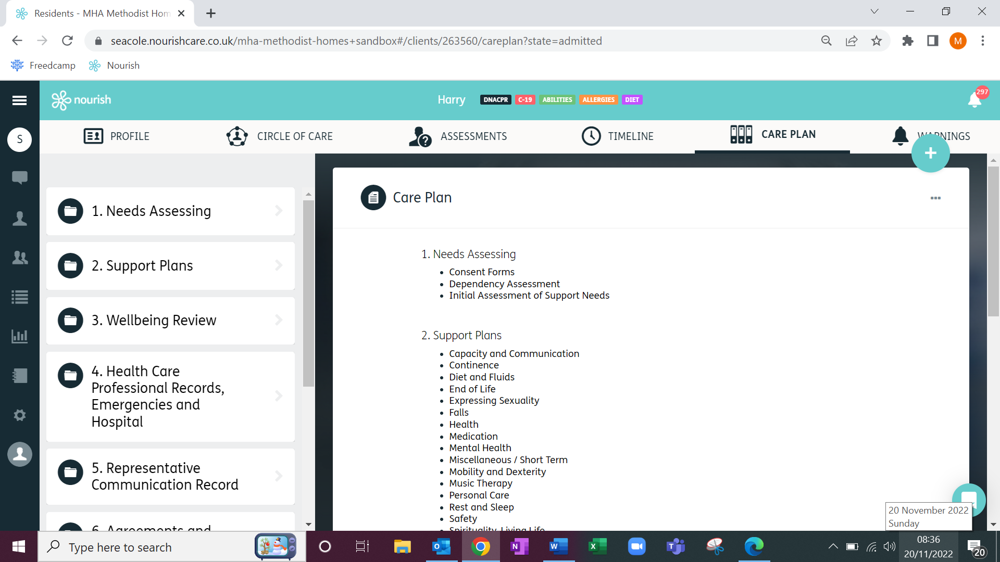 Residents - MHA Methodist Hom
seacole.nourishcare.co.uk/mha-methodist-homes+sandbox#/clients/263560/careplan?state=admitted
M
Freedcamp
Nourish
nourish
Harry
DNACPR
C-19
ABILITIES
ALLERGIES
DIET
297
S
PROFILE
CIRCLE OF CARE
ASSESSMENTS
TIMELINE
CARE PLAN
WARNINGS
1. Needs Assessing
2. Support Plans
3. Wellbeing Review
4. Health Care
Professional Records,
Emergencies and
Hospital
5. Representative
Communication Record
6. Agreements and
Care Plan
1. Needs Assessing
• Consent Forms
• Dependency Assessment
• Initial Assessment of Support Needs
2. Support Plans
• Capacity and Communication
• Continence
• Diet and Fluids
• End of Life
• Expressing Sexuality
• Falls
• Health
• Medication
• Mental Health
• Miscellaneous / Short Term
• Mobility and Dexterity
• Music Therapy
• Personal Care
• Rest and Sleep
• Safety
• Spirituality, Living Life
20 November 2022
Sunday
Type here to search
08:36
20/11/2022
20